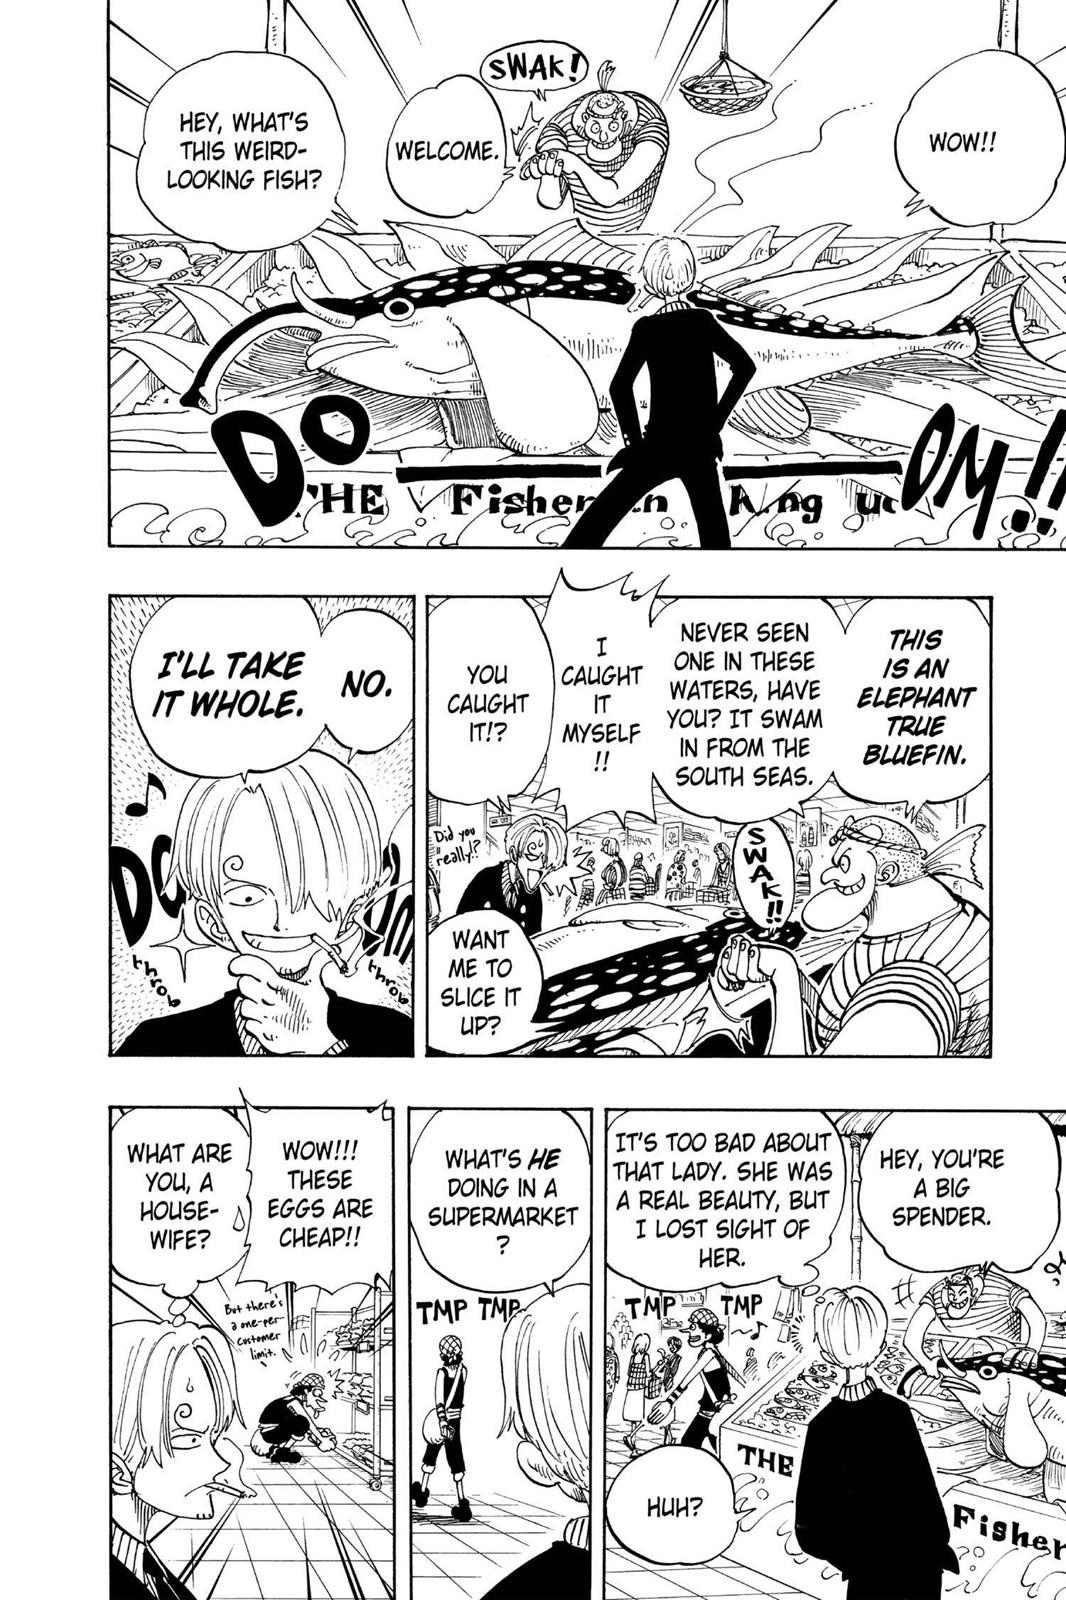 WOW!!
SWAK!
WELCOME.
HEY, WHAT'S
THIS WEIRD-
LOOKING FISH?
DO
OM!!
THE Fisherman King
THIS
IS AN
ELEPHANT
TRUE
BLUEFIN.
NEVER SEEN
ONE IN THESE
WATERS, HAVE
YOU? IT SWAM
IN FROM THE
SOUTH SEAS.
I
CAUGHT
IT
MYSELF
!!
YOU
CAUGHT
IT!?
Did you
really!?
SWAK!!
WANT
ME TO
SLICE IT
UP?
NO.
I'LL TAKE
IT WHOLE.
DO
OM
throb
throb
HEY, YOU'RE
A BIG
SPENDER.
IT'S TOO BAD ABOUT
THAT LADY. SHE WAS
A REAL BEAUTY, BUT
I LOST SIGHT OF
HER.
TMP TMP
HUH?
THE
Fisher
WHAT'S HE
DOING IN A
SUPERMARKET
?
TMP TMP
WOW!!!
THESE
EGGS ARE
CHEAP!!
But there's
a one-per-
customer
limit.
WHAT ARE
YOU, A
HOUSE-
WIFE?